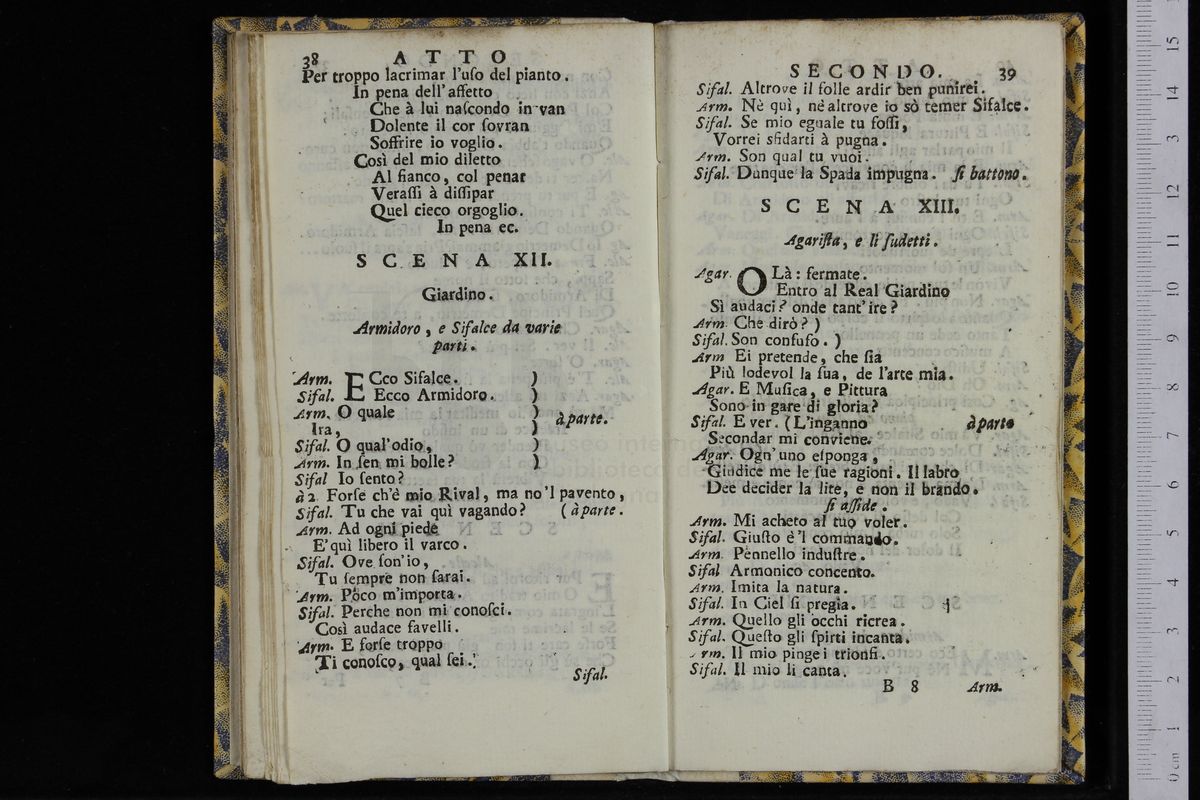 38 ATTO
Per troppo lacrimar l'uſo del pianto.
In pena dell'affetto
Che à lui naſcondo in van
Dolente il cor ſovran
Soffrire io voglio.
Così del mio diletto
Al fianco, col penar
Veraſſi à diſſipar
Quel cieco orgoglio.
In pena ec.
SCENA XII.
Giardino.
Armidoro, e Sifalce da varie
parti.
Arm. ECco Sifalce. )
Sifal. Ecco Armidoro. )
Arm. O quale )
Ira, ) à parte.
Sifal. O qual'odio, )
Arm. In ſen mi bolle? )
Sifal Io ſento?
à 2. Forſe ch'è mio Rival, ma no'l pavento,
Sifal. Tu che vai quì vagando? (à parte.
Arm. Ad ogni piede
E' quì libero il varco.
Sifal. Ove ſon'io,
Tu ſempre non ſarai.
Arm. Pòco m'importa.
Sifal. Perche non mi conoſci.
Così audace favelli.
Arm. E forſe troppo
Ti conoſco, qual ſei.
Sifal.
SECONDO. 39
Sifal. Altrove il folle ardir ben punirei.
Arm. Nè quì, nè altrove io sò temer Sifalce.
Sifal. Se mio eguale tu foſſi,
Vorrei sfidarti à pugna.
Arm. Son qual tu vuoi.
Sifal. Dunque la Spada impugna. ſi battono.
SCENA XIII.
Agariſta, e li ſudetti.
Agar. OLà: fermate.
Entro al Real Giardino
Sì audaci? onde tant'ire?
Arm. Che dirò? )
Sifal. Son confuſo. )
Arm Ei pretende, che ſia
Più lodevol la ſua, de l'arte mia.
Agar. E Muſica, e Pittura
Sono in gare di gloria?
Sifal. E ver. (L'inganno à parte
Secondar mi conviene.
Agar. Ogn'uno eſponga,
Giudice me le ſue ragioni. Il labro
Dee decider la lite, e non il brando.
ſi aſſide.
Arm. Mi acheto al tuo voler.
Sifal. Giuſto è'l commando.
Arm. Pennello induſtre.
Sifal Armonico concento.
Arm. Imita la natura.
Sifal. In Ciel ſi pregia.
Arm. Quello gli occhi ricrea.
Sifal. Queſto gli ſpirti incanta.
rm. Il mio pinge i trionfi.
Sifal. Il mio li canta.
B 8 Arm.